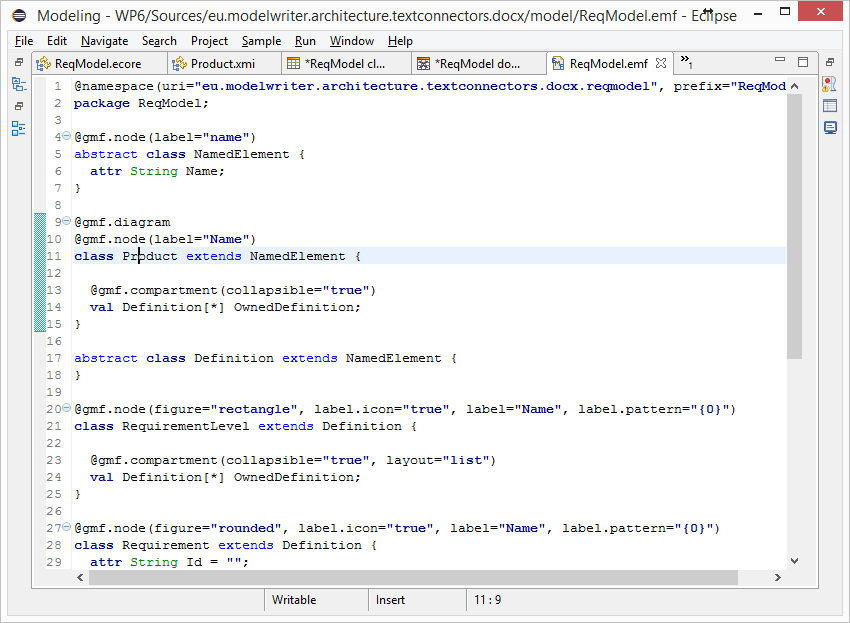 Modeling - WP6/Sources/eu.modelwriter.architecture.textconnectors.docx/model/ReqModel.emf - Eclipse
File Edit Navigate Search Project Sample Run Window Help
ReqModel.ecore Product.xmi *ReqModel cl... *ReqModel do... ReqModel.emf »1
1 @namespace(uri="eu.modelwriter.architecture.textconnectors.docx.reqmodel", prefix="ReqMod
2 package ReqModel;
3
4 @gmf.node(label="name")
5 abstract class NamedElement {
6 attr String Name;
7 }
8
9 @gmf.diagram
10 @gmf.node(label="Name")
11 class Product extends NamedElement {
12
13 @gmf.compartment(collapsible="true")
14 val Definition[*] OwnedDefinition;
15 }
16
17 abstract class Definition extends NamedElement {
18 }
19
20 @gmf.node(figure="rectangle", label.icon="true", label="Name", label.pattern="{0}")
21 class RequirementLevel extends Definition {
22
23 @gmf.compartment(collapsible="true", layout="list")
24 val Definition[*] OwnedDefinition;
25 }
26
27 @gmf.node(figure="rounded", label.icon="true", label="Name", label.pattern="{0}")
28 class Requirement extends Definition {
29 attr String Id = "";
Writable Insert 11 : 9